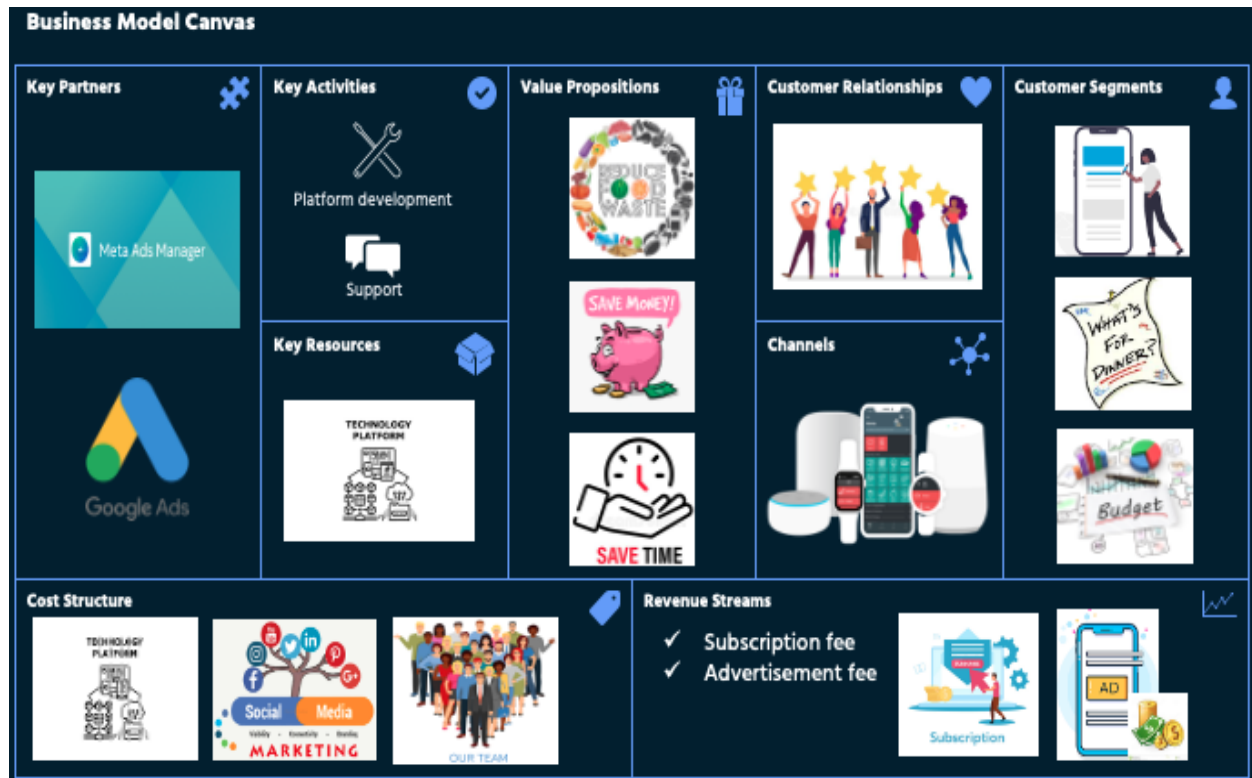 Business Model Canvas
Key Partners
Meta Ads Manager
Google Ads
Key Activities
Platform development
Support
Key Resources
TECHNOLOGY
PLATFORM
Value Propositions
REDUCE
FOOD
WASTE
SAVE MONEY!
SAVE TIME
Customer Relationships
Channels
Customer Segments
WHAT'S
FOR
DINNER?
Budget
Cost Structure
TECHNOLOGY
PLATFORM
Social Media
MARKETING
OUR TEAM
Revenue Streams
✓ Subscription fee
✓ Advertisement fee
Subscription
AD